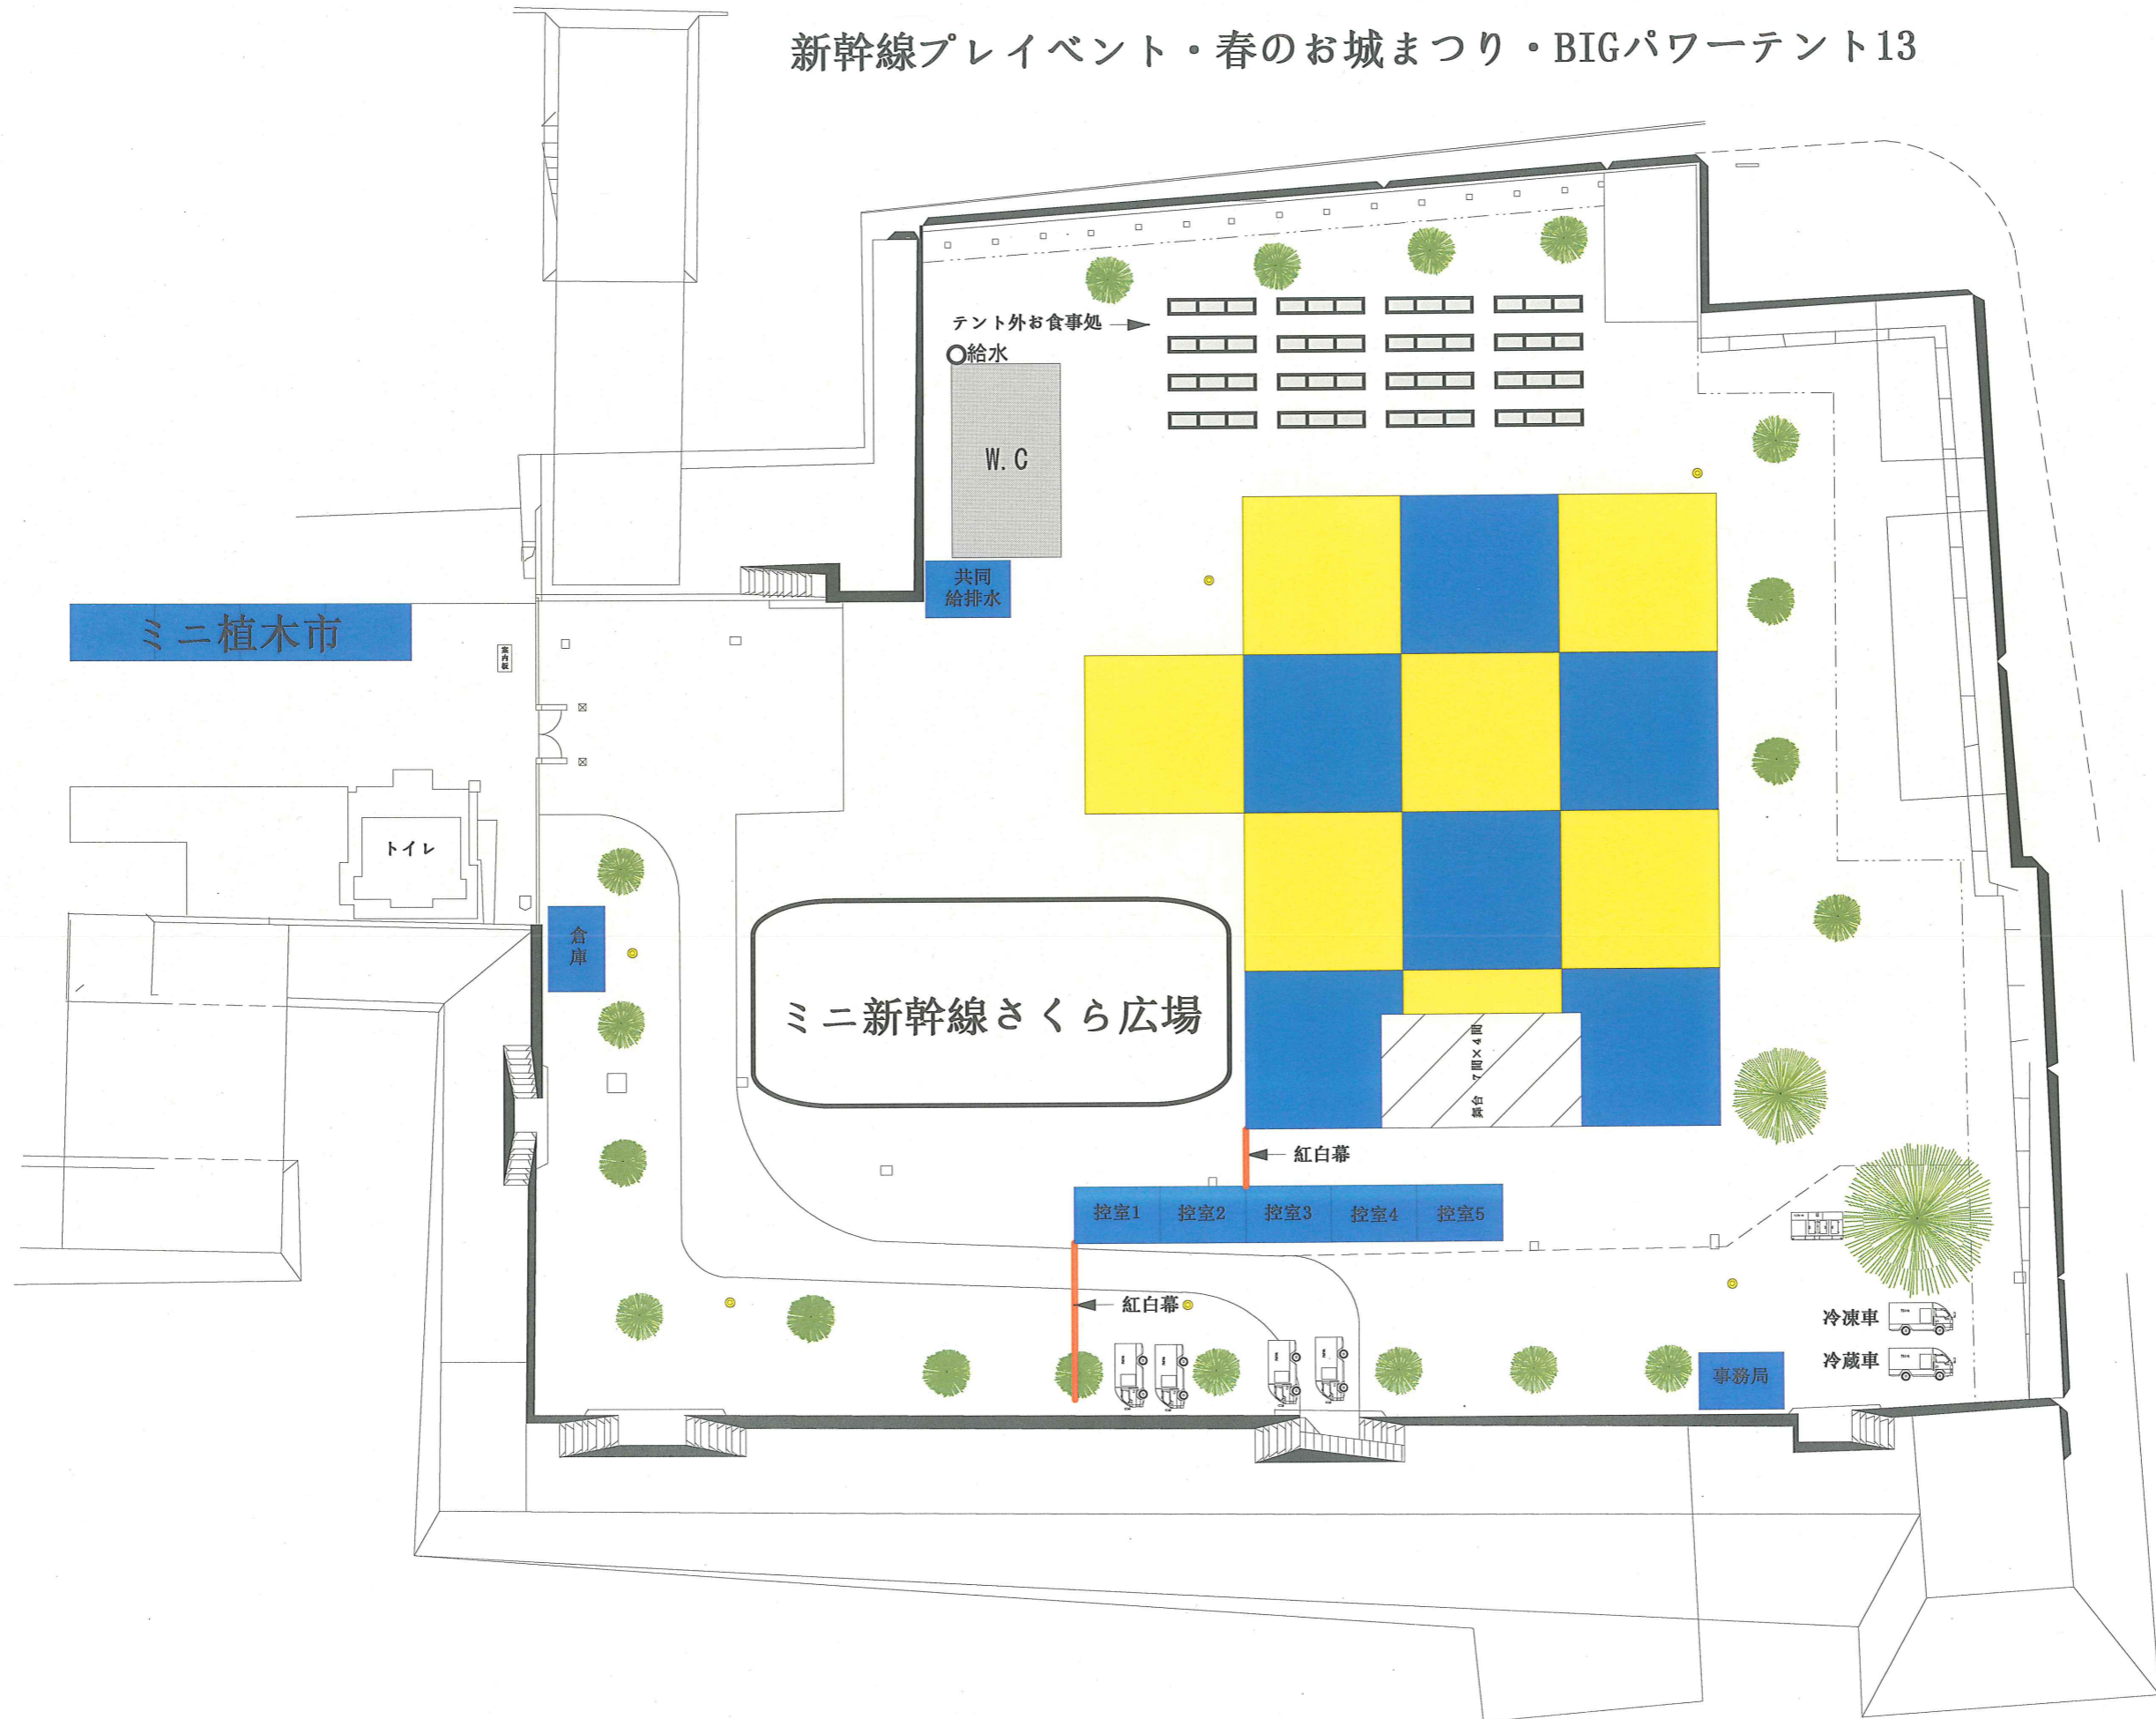 新幹線プレイベント・春のお城まつり・BIGパワーテント13
テント外お食事処
給水
W.C
共同
給排水
ミニ植木市
案内板
トイレ
倉庫
ミニ新幹線さくら広場
舞台 7間×4間
紅白幕
控室1
控室2
控室3
控室4
控室5
紅白幕
冷凍車
冷蔵車
事務局